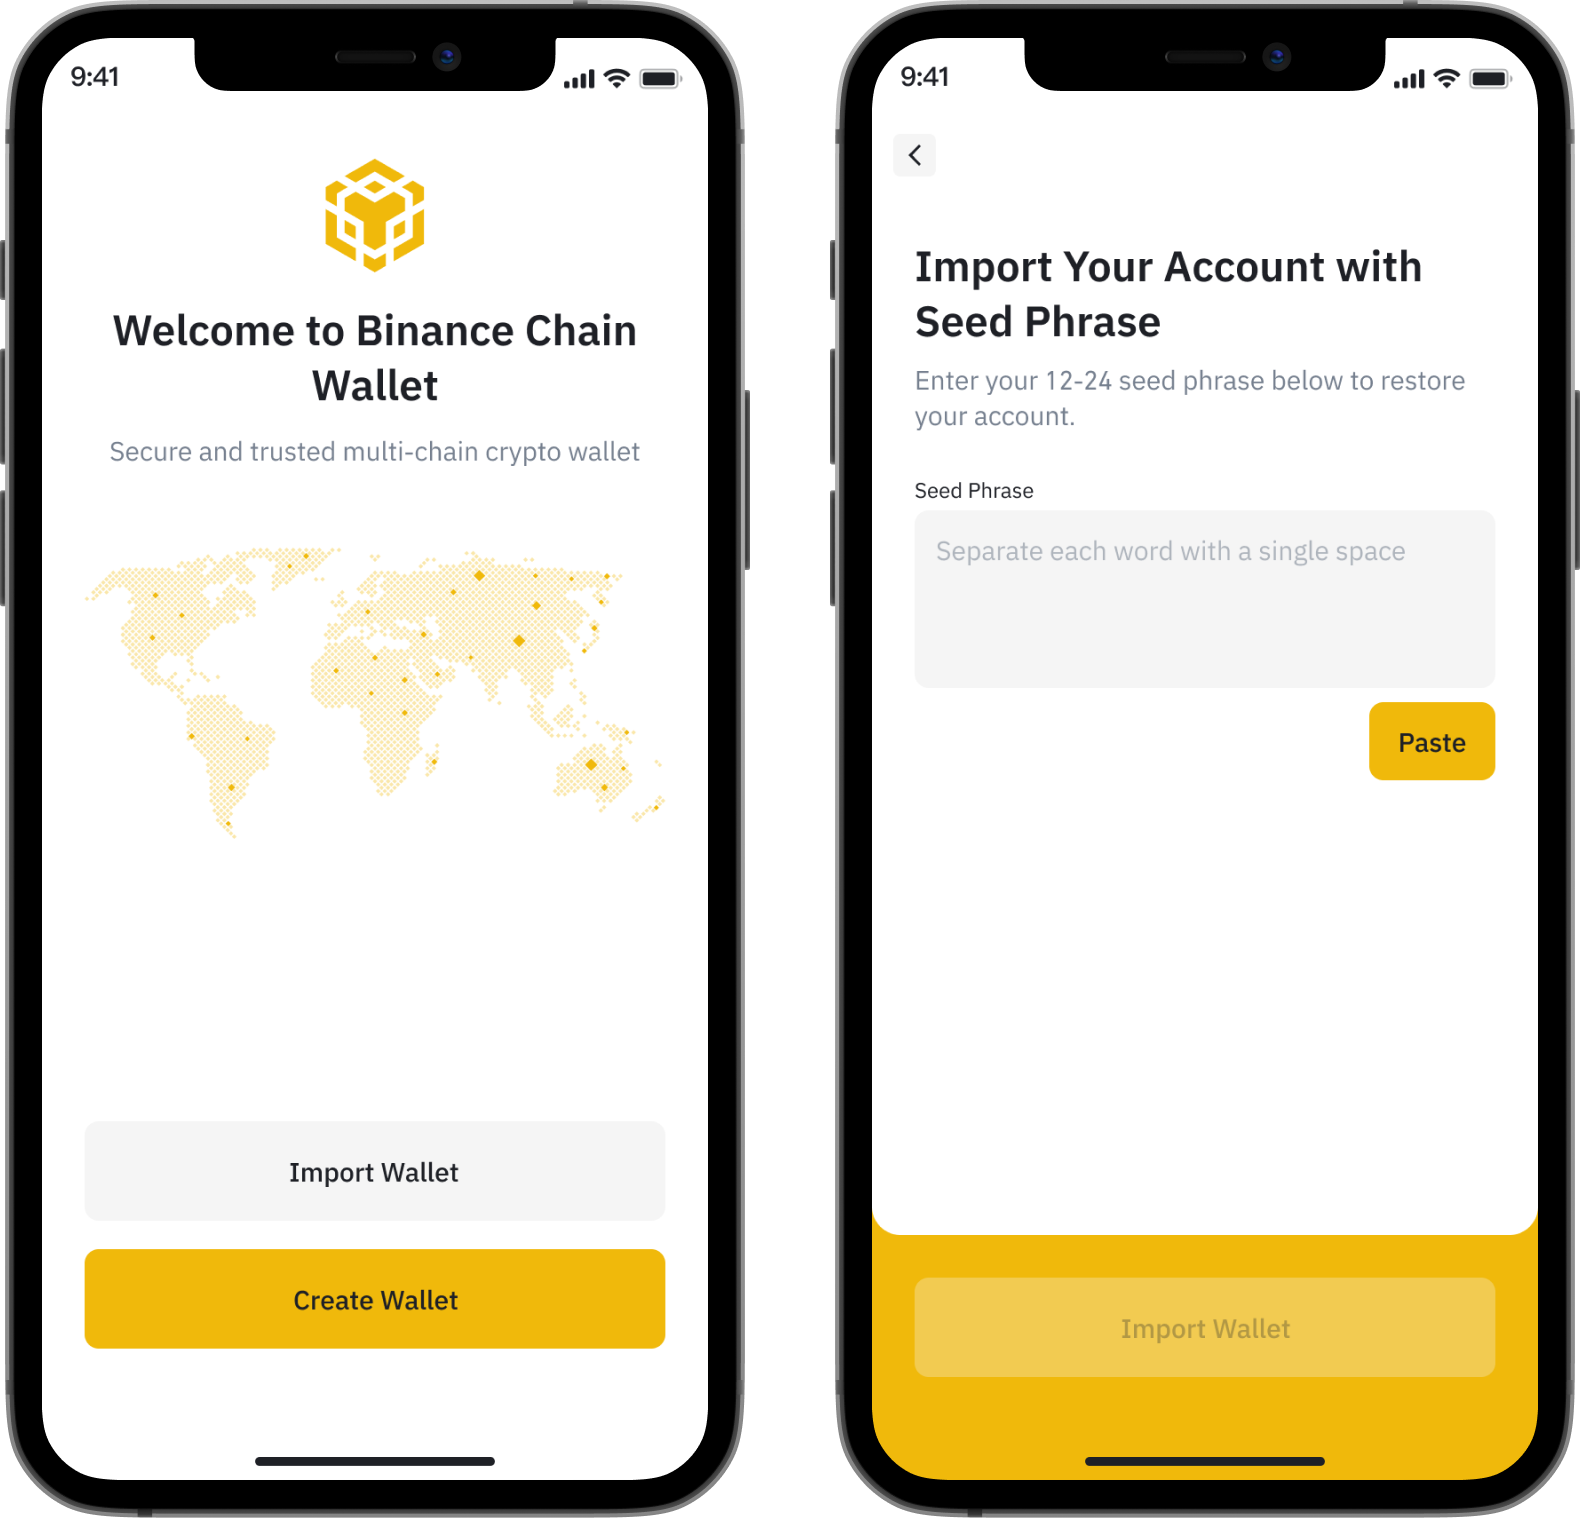 9:41
Welcome to Binance Chain
Wallet
Secure and trusted multi-chain crypto wallet
Import Wallet
Create Wallet
9:41
Import Your Account with
Seed Phrase
Enter your 12-24 seed phrase below to restore
your account.
Seed Phrase
Separate each word with a single space
Paste
Import Wallet